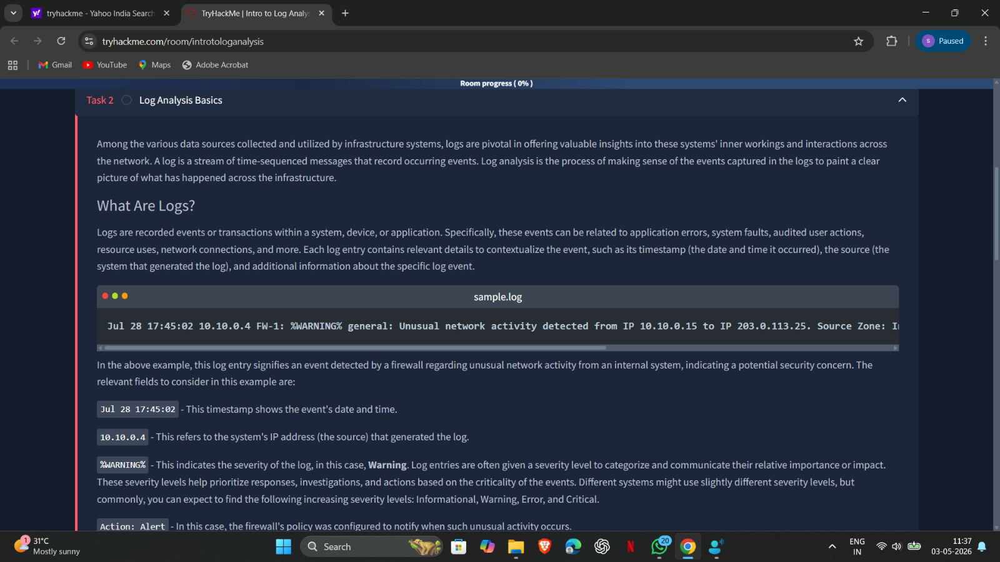 tryhackme - Yahoo India Search
TryHackMe | Intro to Log Analys
tryhackme.com/room/introtologanalysis
S Paused
Gmail YouTube Maps Adobe Acrobat
Room progress ( 0% )
Task 2 Log Analysis Basics
Among the various data sources collected and utilized by infrastructure systems, logs are pivotal in offering valuable insights into these systems' inner workings and interactions across
the network. A log is a stream of time-sequenced messages that record occurring events. Log analysis is the process of making sense of the events captured in the logs to paint a clear
picture of what has happened across the infrastructure.
What Are Logs?
Logs are recorded events or transactions within a system, device, or application. Specifically, these events can be related to application errors, system faults, audited user actions,
resource uses, network connections, and more. Each log entry contains relevant details to contextualize the event, such as its timestamp (the date and time it occurred), the source (the
system that generated the log), and additional information about the specific log event.
sample.log
Jul 28 17:45:02 10.10.0.4 FW-1: %WARNING% general: Unusual network activity detected from IP 10.10.0.15 to IP 203.0.113.25. Source Zone:
In the above example, this log entry signifies an event detected by a firewall regarding unusual network activity from an internal system, indicating a potential security concern. The
relevant fields to consider in this example are:
Jul 28 17:45:02 - This timestamp shows the event's date and time.
10.10.0.4 - This refers to the system's IP address (the source) that generated the log.
%WARNING% - This indicates the severity of the log, in this case, Warning. Log entries are often given a severity level to categorize and communicate their relative importance or impact.
These severity levels help prioritize responses, investigations, and actions based on the criticality of the events. Different systems might use slightly different severity levels, but
commonly, you can expect to find the following increasing severity levels: Informational, Warning, Error, and Critical.
Action: Alert - In this case, the firewall's policy was configured to notify when such unusual activity occurs.
1
31°C
Mostly sunny
Search
20
ENG
IN
11:37
03-05-2026